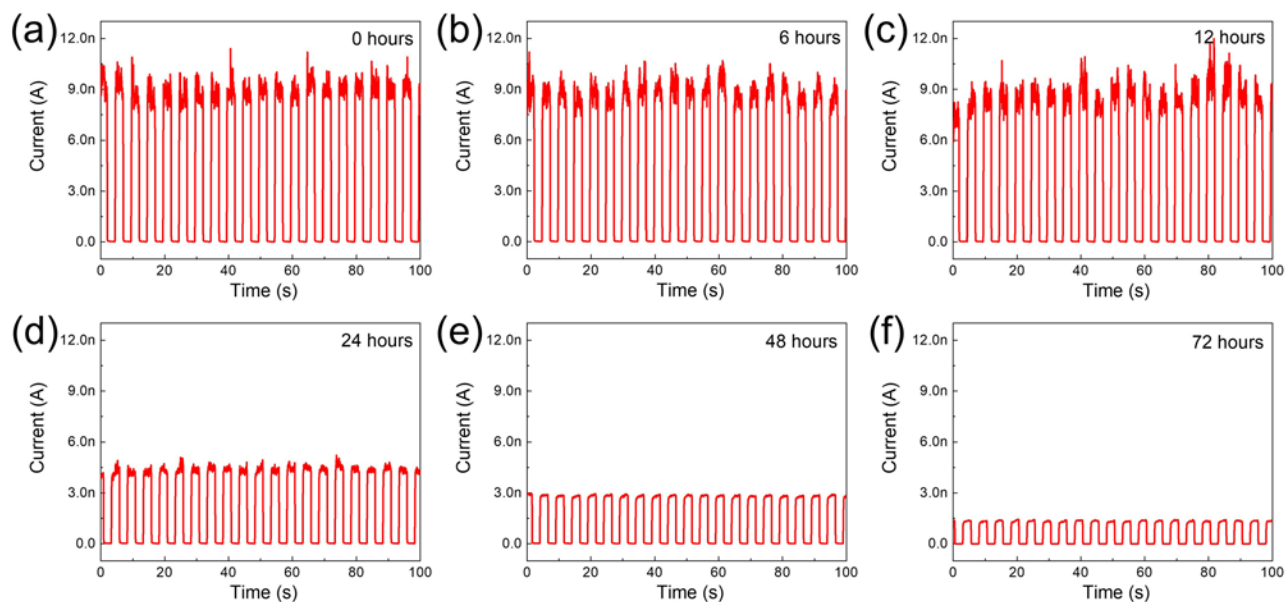 (a)
0 hours
12.0n
9.0n
6.0n
3.0n
0.0
Current (A)
0 20 40 60 80 100
Time (s)
(b)
6 hours
12.0n
9.0n
6.0n
3.0n
0.0
Current (A)
0 20 40 60 80 100
Time (s)
(c)
12 hours
12.0n
9.0n
6.0n
3.0n
0.0
Current (A)
0 20 40 60 80 100
Time (s)
(d)
24 hours
12.0n
9.0n
6.0n
3.0n
0.0
Current (A)
0 20 40 60 80 100
Time (s)
(e)
48 hours
12.0n
9.0n
6.0n
3.0n
0.0
Current (A)
0 20 40 60 80 100
Time (s)
(f)
72 hours
12.0n
9.0n
6.0n
3.0n
0.0
Current (A)
0 20 40 60 80 100
Time (s)